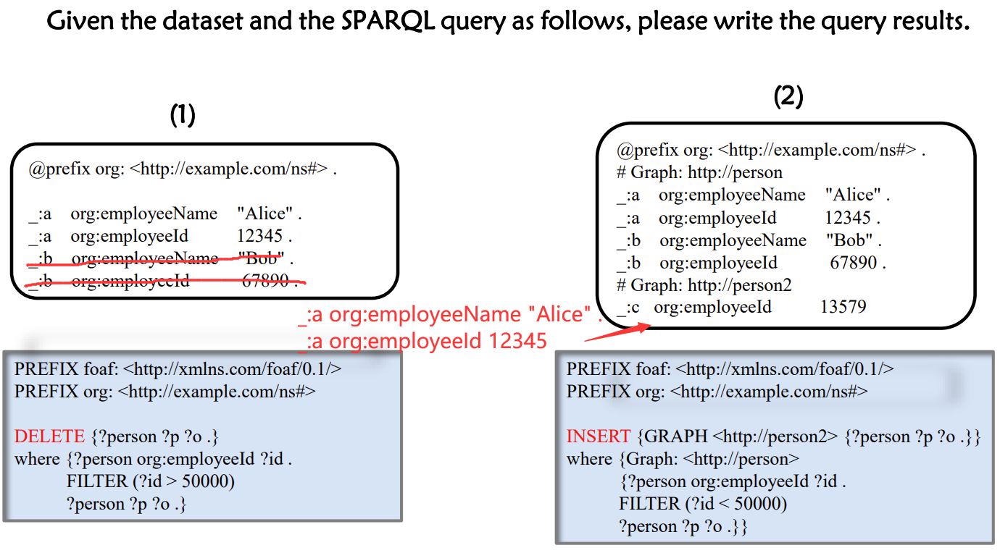 Given the dataset and the SPARQL query as follows, please write the query results.
(1)
@prefix org: <http://example.com/ns#> .
_:a org:employeeName "Alice" .
_:a org:employeeId 12345 .
_:b org:employeeName "Bob" .
_:b org:employeeId 67890 .
PREFIX foaf: <http://xmlns.com/foaf/0.1/>
PREFIX org: <http://example.com/ns#>
DELETE {?person ?p ?o .}
where {?person org:employeeId ?id .
FILTER (?id > 50000)
?person ?p ?o .}
(2)
@prefix org: <http://example.com/ns#> .
# Graph: http://person
_:a org:employeeName "Alice" .
_:a org:employeeId 12345 .
_:b org:employeeName "Bob" .
_:b org:employeeId 67890 .
# Graph: http://person2
_:c org:employeeId 13579
_:a org:employeeName "Alice" .
_:a org:employeeId 12345
PREFIX foaf: <http://xmlns.com/foaf/0.1/>
PREFIX org: <http://example.com/ns#>
INSERT {GRAPH <http://person2> {?person ?p ?o .}}
where {Graph: <http://person>
{?person org:employeeId ?id .
FILTER (?id < 50000)
?person ?p ?o .}}